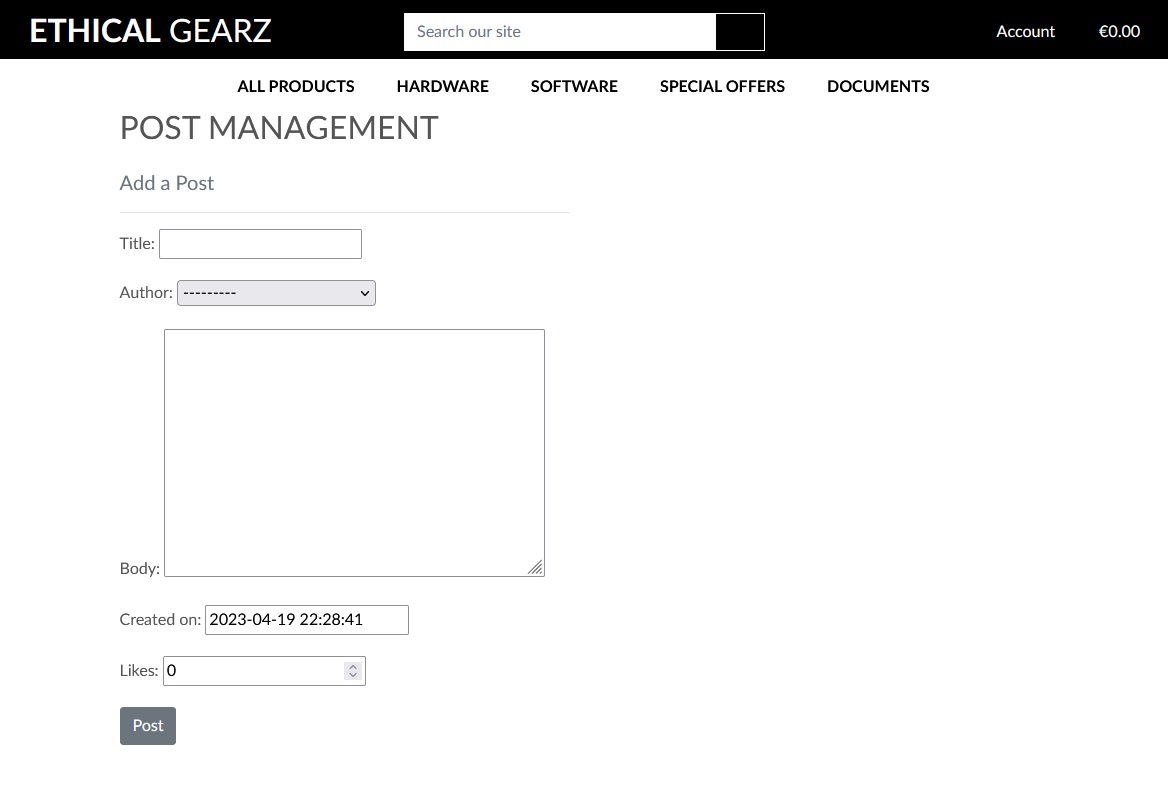 ETHICAL GEARZ
Search our site
Account
€0.00
ALL PRODUCTS
HARDWARE
SOFTWARE
SPECIAL OFFERS
DOCUMENTS
POST MANAGEMENT
Add a Post
Title:
Author: ---------
Body:
Created on: 2023-04-19 22:28:41
Likes: 0
Post